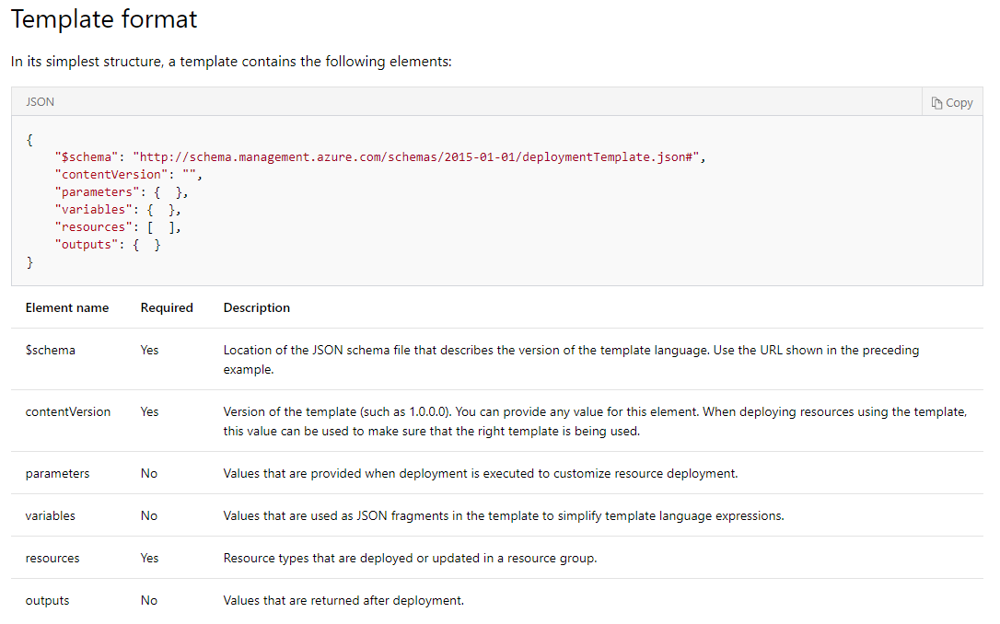 Template format
In its simplest structure, a template contains the following elements:
JSON
Copy
{
"$schema": "http://schema.management.azure.com/schemas/2015-01-01/deploymentTemplate.json#",
"contentVersion": "",
"parameters": {  },
"variables": {  },
"resources": [  ],
"outputs": {  }
}
Element name Required Description
$schema Yes Location of the JSON schema file that describes the version of the template language. Use the URL shown in the preceding
example.
contentVersion Yes Version of the template (such as 1.0.0.0). You can provide any value for this element. When deploying resources using the template,
this value can be used to make sure that the right template is being used.
parameters No Values that are provided when deployment is executed to customize resource deployment.
variables No Values that are used as JSON fragments in the template to simplify template language expressions.
resources Yes Resource types that are deployed or updated in a resource group.
outputs No Values that are returned after deployment.